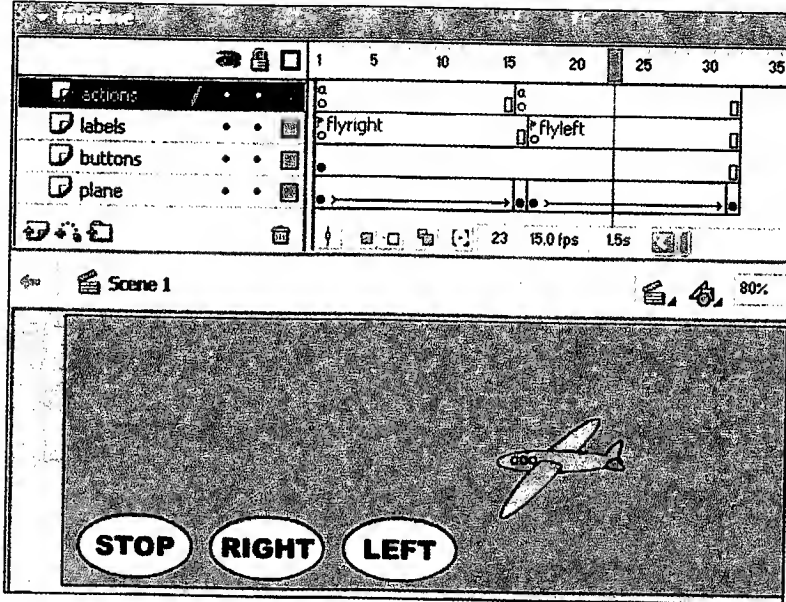 Timeline
1 5 10 15 20 25 30 35
actions
a a
labels
flyright flyleft
buttons
plane
23 15.0 fps 1.5s
Scene 1
80%
STOP RIGHT LEFT